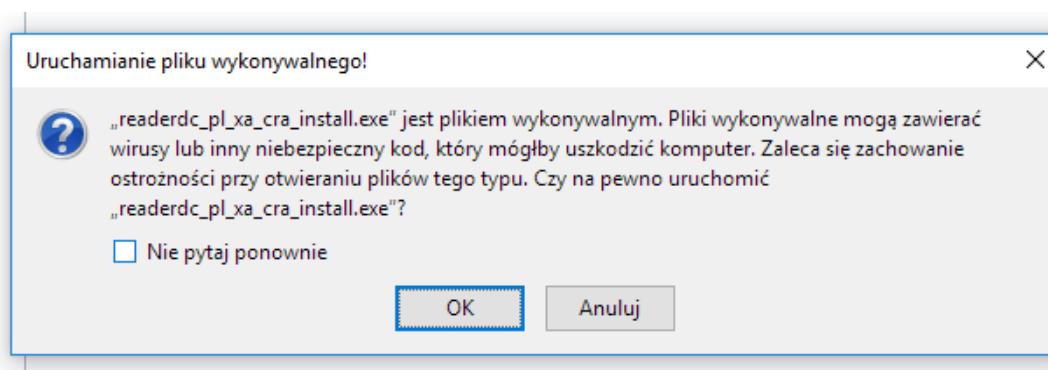 Uruchamianie pliku wykonywalnego!
„readerdc_pl_xa_cra_install.exe” jest plikiem wykonywalnym. Pliki wykonywalne mogą zawierać
wirusy lub inny niebezpieczny kod, który mógłby uszkodzić komputer. Zaleca się zachowanie
ostrożności przy otwieraniu plików tego typu. Czy na pewno uruchomić
„readerdc_pl_xa_cra_install.exe”?
Nie pytaj ponownie
OK
Anuluj